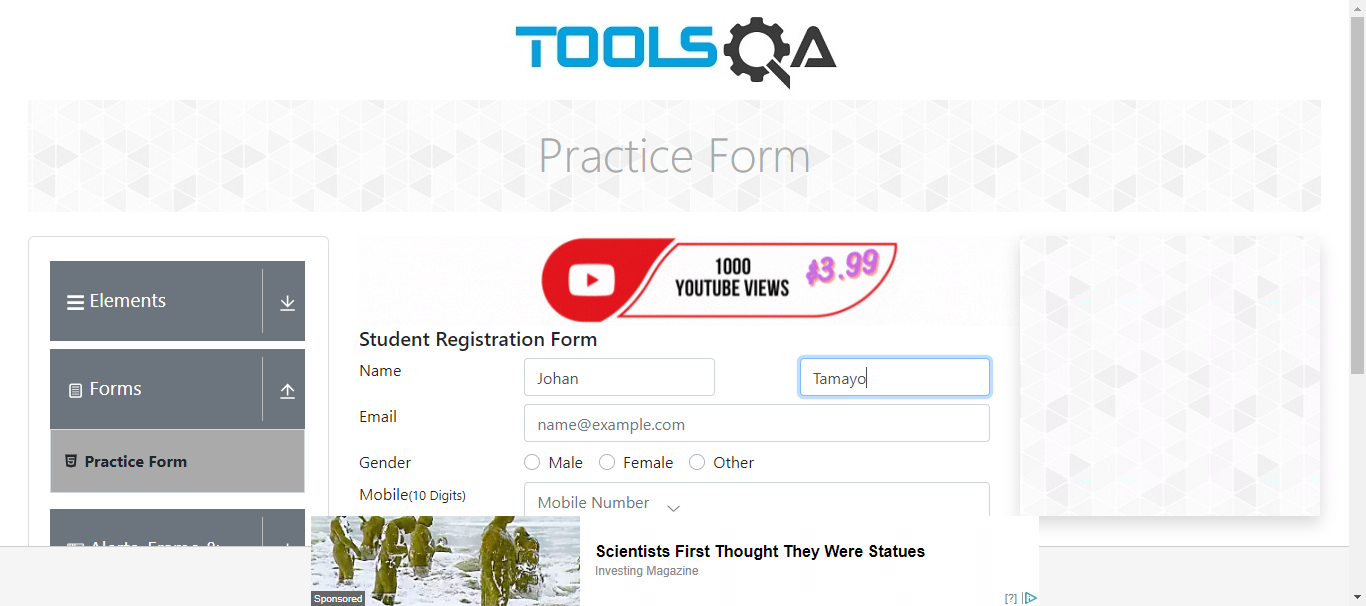 TOOLSQA
Practice Form
Elements
Forms
Practice Form
1000
YOUTUBE VIEWS
$3.99
Student Registration Form
Name
Johan
Tamayo
Email
name@example.com
Gender
Male
Female
Other
Mobile(10 Digits)
Mobile Number
Sponsored
Scientists First Thought They Were Statues
Investing Magazine
[?]